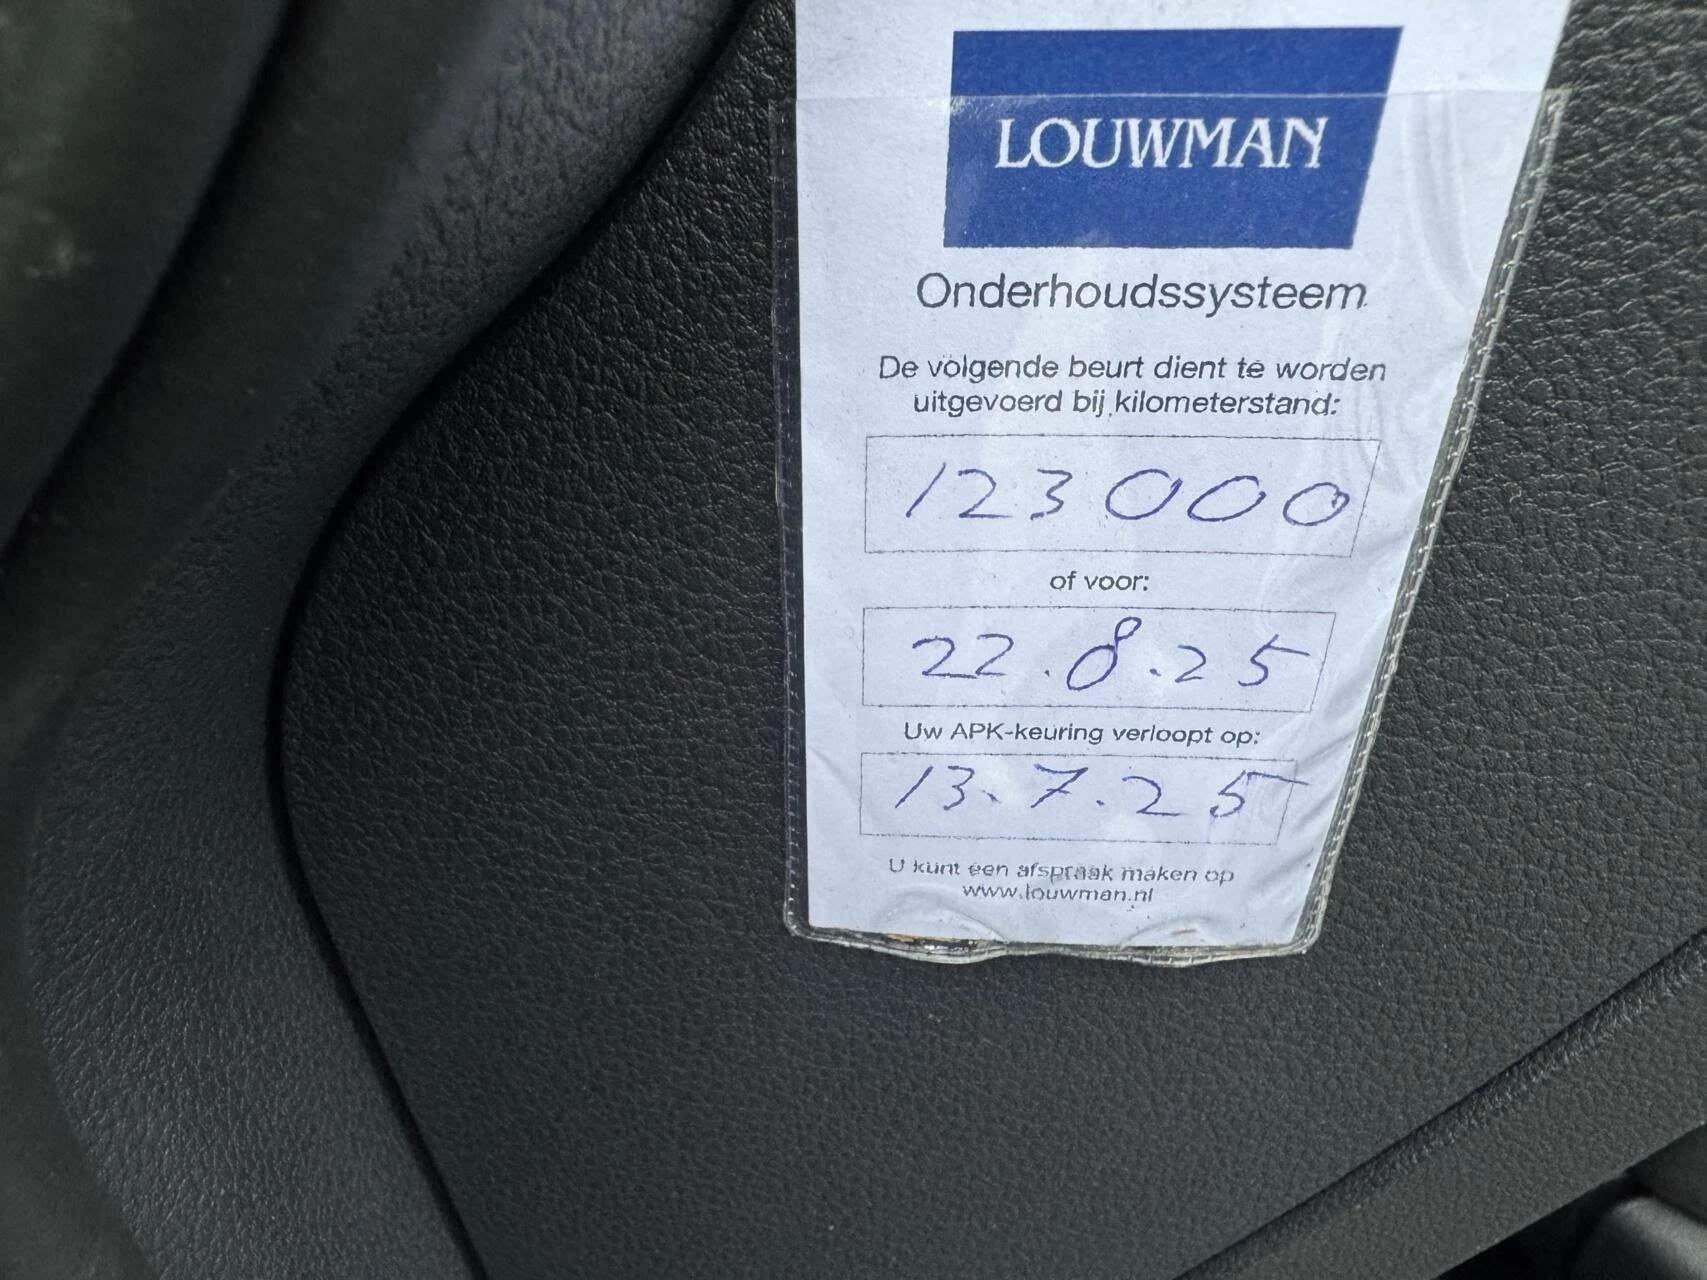 LOUWMAN
Onderhoudssysteem
De volgende beurt dient te worden
uitgevoerd bij kilometerstand:
123000
of voor:
22.8.25
Uw APK-keuring verloopt op:
13.7.25
U kunt een afspraak maken op
www.louwman.nl